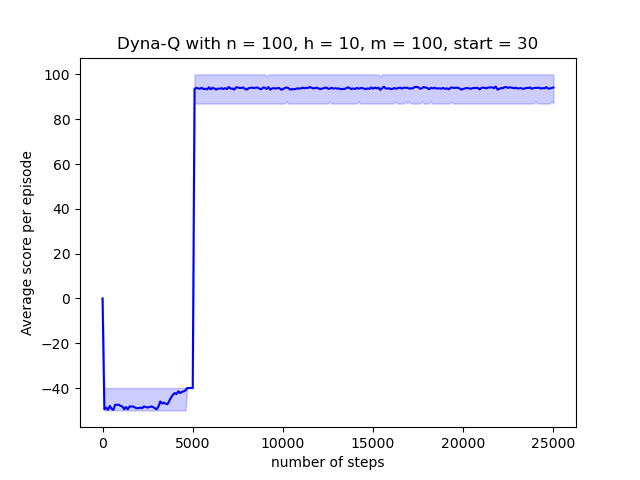 Dyna-Q with n = 100, h = 10, m = 100, start = 30
Average score per episode
100
80
60
40
20
0
−20
−40
0 5000 10000 15000 20000 25000
number of steps